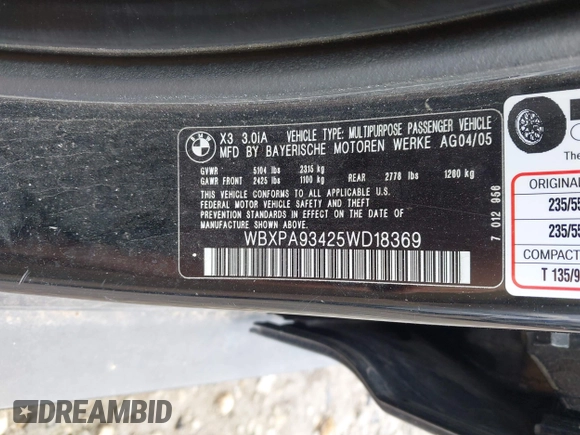 X3 3.0IA VEHICLE TYPE: MULTIPURPOSE PASSENGER VEHICLE
MFD BY BAYERISCHE MOTOREN WERKE AG04/05
GVWR 5104 lbs 2315 kg
GAWR FRONT 2425 lbs 1100 kg REAR 2778 lbs 1260 kg
THIS VEHICLE CONFORMS TO ALL APPLICABLE U.S.
FEDERAL MOTOR VEHICLE SAFETY, BUMPER
AND THEFT PREVENTION STANDARDS
IN EFFECT ON THE DATE OF
MANUFACTURE SHOWN ABOVE.
WBXPA93425WD18369
7 012 956
The
ORIGINAL
235/55
235/55
COMPACT
T 135/9
DREAMBID